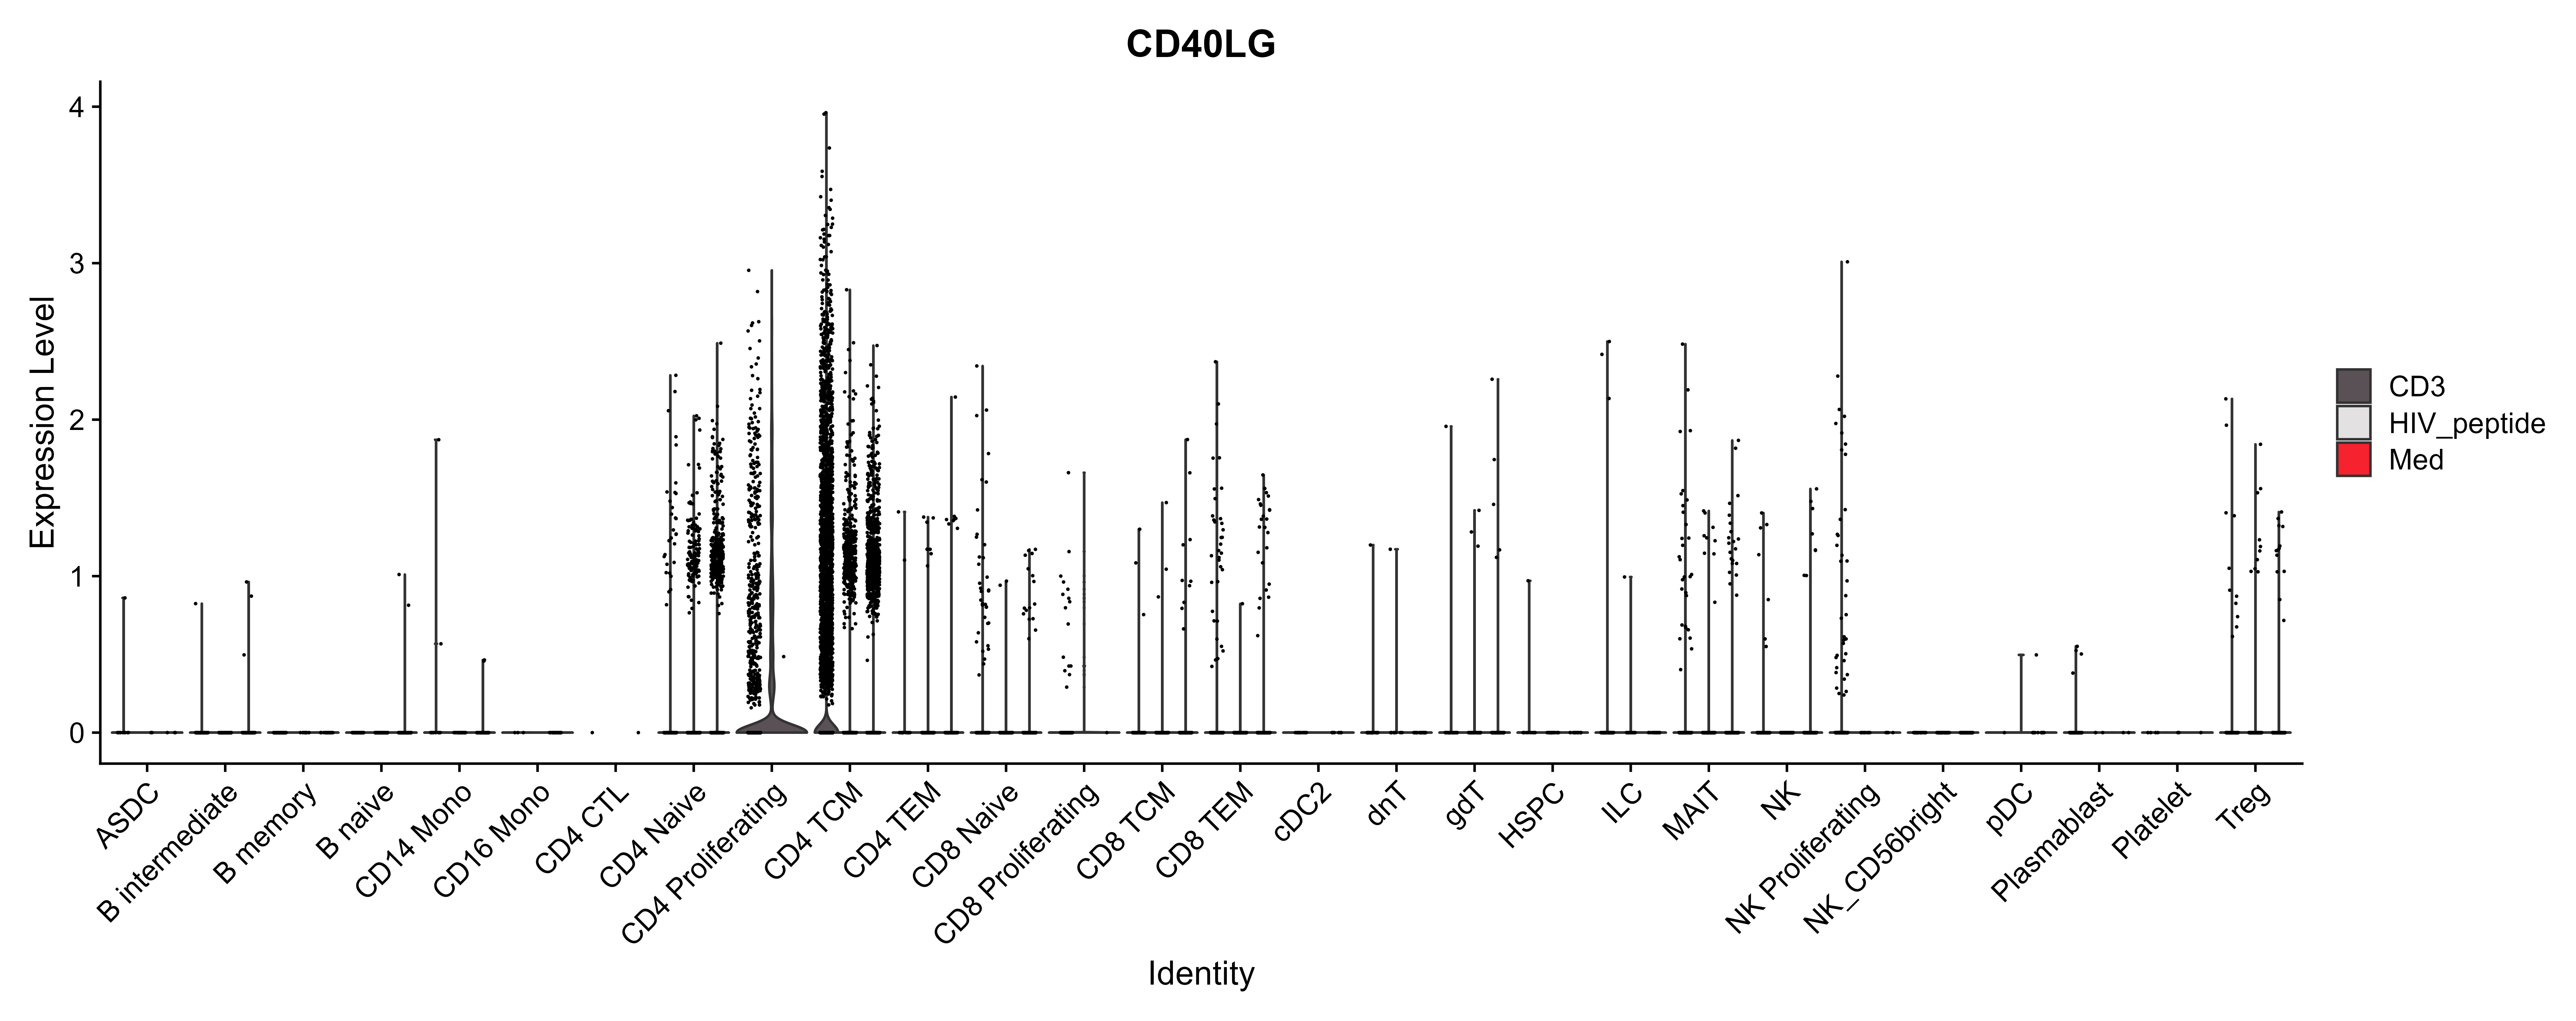 CD40LG
Expression Level
4
3
2
1
0
ASDC
B intermediate
B memory
B naive
CD14 Mono
CD16 Mono
CD4 CTL
CD4 Naive
CD4 Proliferating
CD4 TCM
CD4 TEM
CD8 Naive
CD8 Proliferating
CD8 TCM
CD8 TEM
cDC2
dnT
gdT
HSPC
ILC
MAIT
NK
NK Proliferating
NK_CD56bright
pDC
Plasmablast
Platelet
Treg
Identity
CD3
HIV_peptide
Med